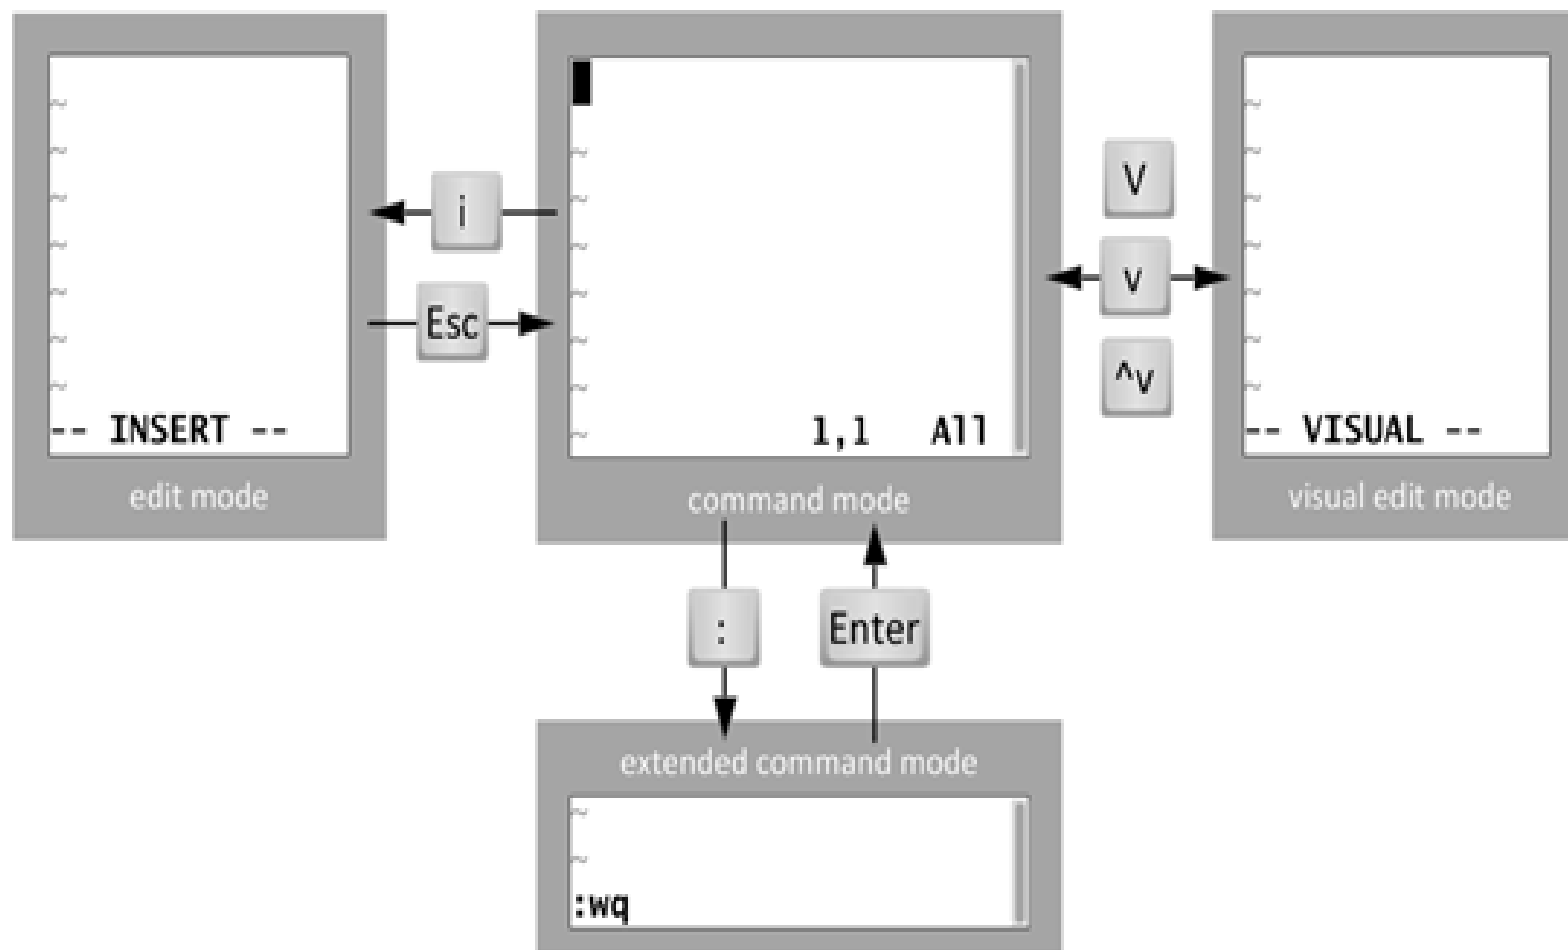 -- INSERT --
edit mode
i
Esc
1,1 All
command mode
V
v
^v
-- VISUAL --
visual edit mode
:
Enter
extended command mode
~
~
:wq